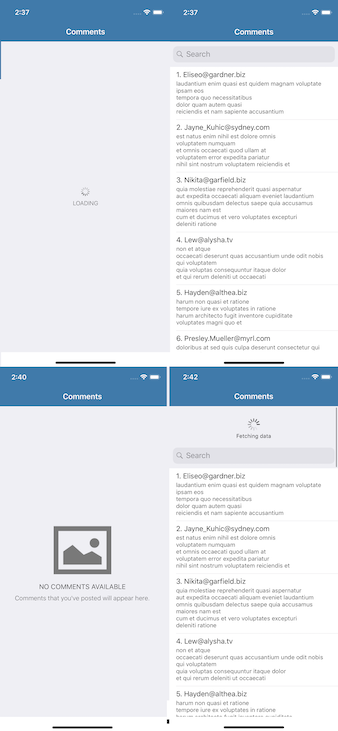 2:37
Comments
LOADING
2:37
Comments
Search
1. Eliseo@gardner.biz
laudantium enim quasi est quidem magnam voluptate
ipsam eos
tempora quo necessitatibus
dolor quam autem quasi
reiciendis et nam sapiente accusantium
2. Jayne_Kuhic@sydney.com
est natus enim nihil est dolore omnis
voluptatem numquam
et omnis occaecati quod ullam at
voluptatem error expedita pariatur
nihil sint nostrum voluptatem reiciendis et
3. Nikita@garfield.biz
quia molestiae reprehenderit quasi aspernatur
aut expedita occaecati aliquam eveniet laudantium
omnis quibusdam delectus saepe quia accusamus
maiores nam est
cum et ducimus et vero voluptates excepturi
deleniti ratione
4. Lew@alysha.tv
non et atque
occaecati deserunt quas accusantium unde odit nobis
qui voluptatem
quia voluptas consequuntur itaque dolor
et qui rerum deleniti ut occaecati
5. Hayden@althea.biz
harum non quasi et ratione
tempore iure ex voluptates in ratione
harum architecto fugit inventore cupiditate
voluptates magni quo et
6. Presley.Mueller@myrl.com
doloribus at sed quis culpa deserunt consectetur qui
2:40
Comments
NO COMMENTS AVAILABLE
Comments that you've posted will appear here.
2:42
Comments
Fetching data
Search
1. Eliseo@gardner.biz
laudantium enim quasi est quidem magnam voluptate
ipsam eos
tempora quo necessitatibus
dolor quam autem quasi
reiciendis et nam sapiente accusantium
2. Jayne_Kuhic@sydney.com
est natus enim nihil est dolore omnis
voluptatem numquam
et omnis occaecati quod ullam at
voluptatem error expedita pariatur
nihil sint nostrum voluptatem reiciendis et
3. Nikita@garfield.biz
quia molestiae reprehenderit quasi aspernatur
aut expedita occaecati aliquam eveniet laudantium
omnis quibusdam delectus saepe quia accusamus
maiores nam est
cum et ducimus et vero voluptates excepturi
deleniti ratione
4. Lew@alysha.tv
non et atque
occaecati deserunt quas accusantium unde odit nobis
qui voluptatem
quia voluptas consequuntur itaque dolor
et qui rerum deleniti ut occaecati
5. Hayden@althea.biz
harum non quasi et ratione
tempore iure ex voluptates in ratione
harum architecto fugit inventore cupiditate